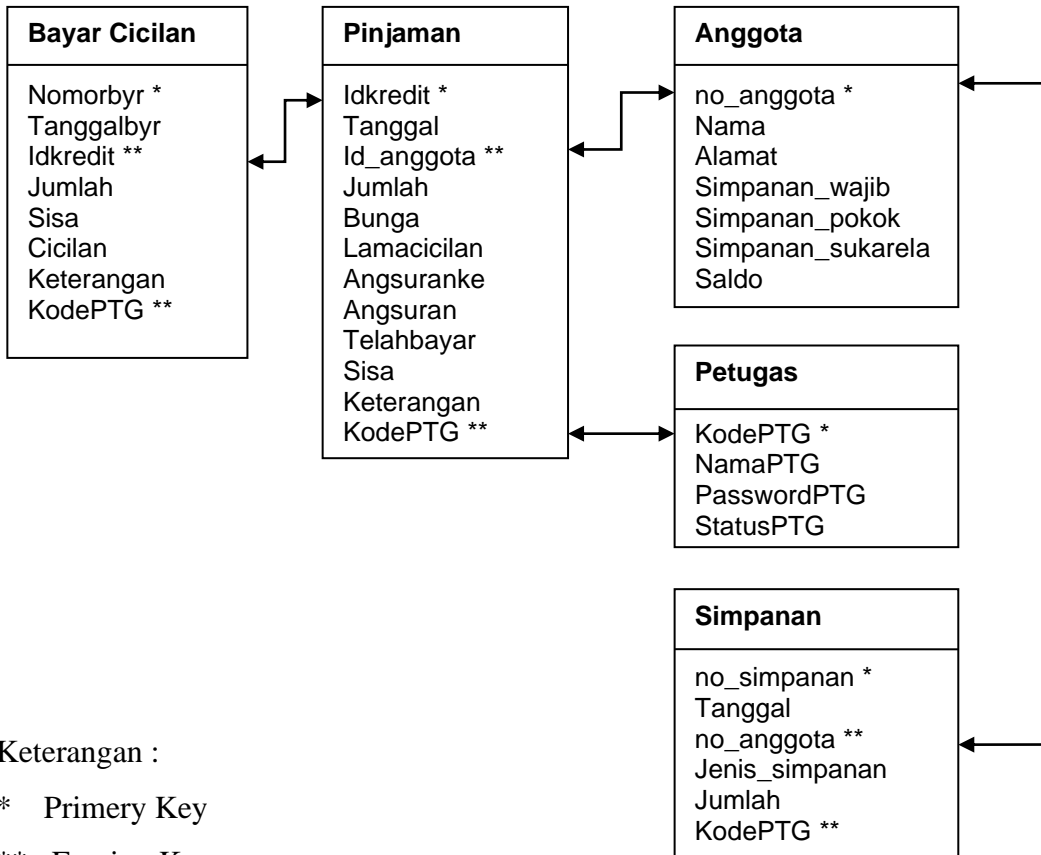 Bayar Cicilan
Nomorbyr *
Tanggalbyr
Idkredit **
Jumlah
Sisa
Cicilan
Keterangan
KodePTG **
Pinjaman
Idkredit *
Tanggal
Id_anggota **
Jumlah
Bunga
Lamacicilan
Angsuranke
Angsuran
Telahbayar
Sisa
Keterangan
KodePTG **
Anggota
no_anggota *
Nama
Alamat
Simpanan_wajib
Simpanan_pokok
Simpanan_sukarela
Saldo
Petugas
KodePTG *
NamaPTG
PasswordPTG
StatusPTG
Simpanan
no_simpanan *
Tanggal
no_anggota **
Jenis_simpanan
Jumlah
KodePTG **
Keterangan :
* Primery Key